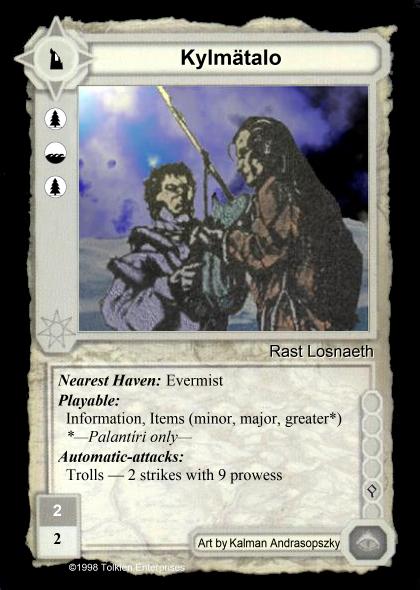 Kylmätalo
Rast Losnaeth
Nearest Haven: Evermist
Playable:
Information, Items (minor, major, greater*)
*—Palantíri only—
Automatic-attacks:
Trolls — 2 strikes with 9 prowess
2
2
Art by Kalman Andrasopszky
©1998 Tolkien Enterprises